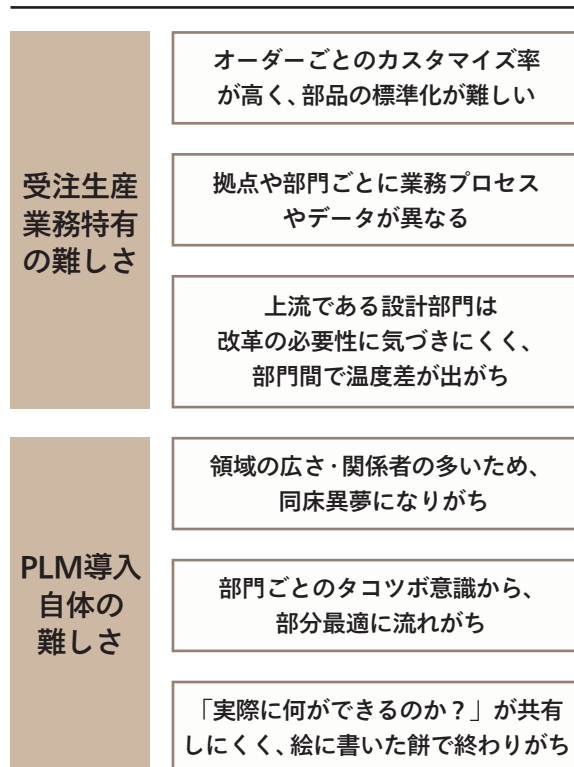 受注生産
業務特有
の難しさ
オーダーごとのカスタマイズ率
が高く、部品の標準化が難しい
拠点や部門ごとに業務プロセス
やデータが異なる
上流である設計部門は
改革の必要性に気づきにくく、
部門間で温度差が出がち
PLM導入
自体の
難しさ
領域の広さ・関係者の多いため、
同床異夢になりがち
部門ごとのタコツボ意識から、
部分最適に流れがち
「実際に何ができるのか？」が共有
しにくく、絵に書いた餅で終わりがち